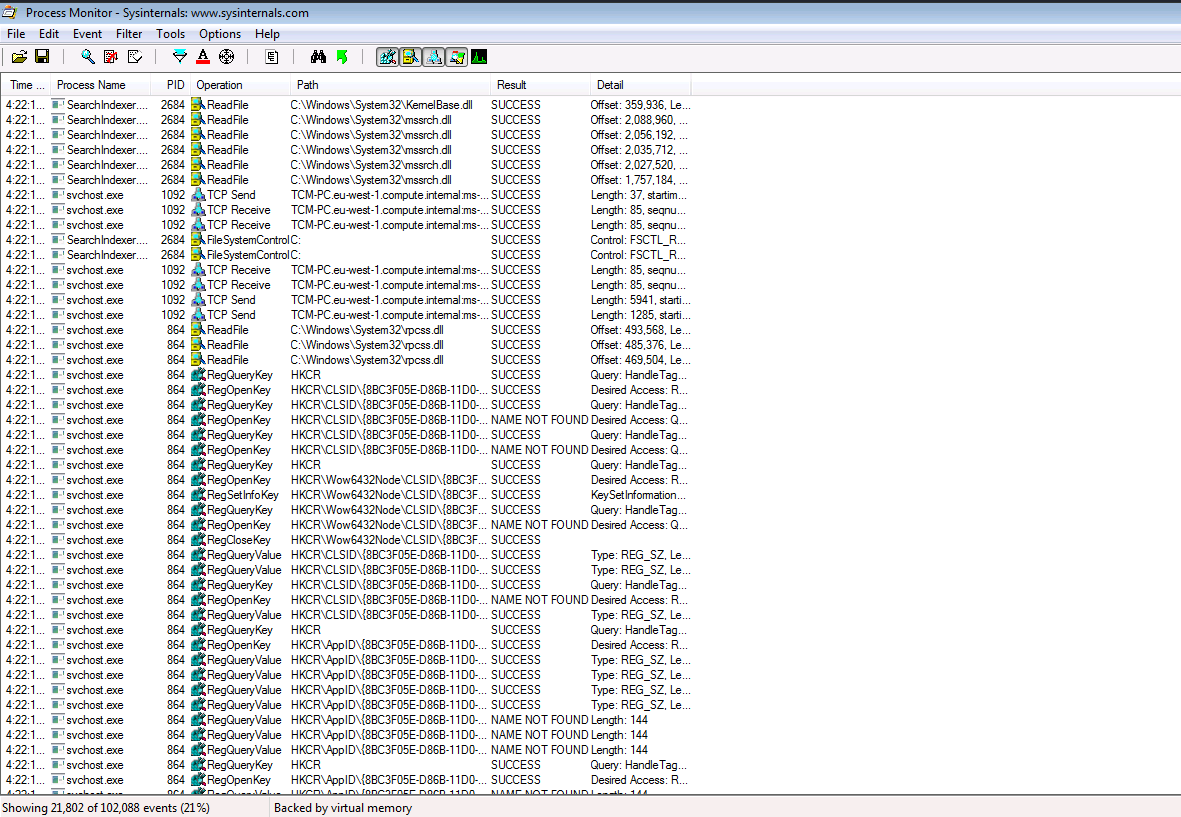 Process Monitor - Sysinternals: www.sysinternals.com
File Edit Event Filter Tools Options Help
Time ... Process Name PID Operation Path Result Detail
4:22:1... SearchIndexer.... 2684 ReadFile C:\Windows\System32\KernelBase.dll SUCCESS Offset: 359,936, Le...
4:22:1... SearchIndexer.... 2684 ReadFile C:\Windows\System32\mssrch.dll SUCCESS Offset: 2,088,960, ...
4:22:1... SearchIndexer.... 2684 ReadFile C:\Windows\System32\mssrch.dll SUCCESS Offset: 2,056,192, ...
4:22:1... SearchIndexer.... 2684 ReadFile C:\Windows\System32\mssrch.dll SUCCESS Offset: 2,035,712, ...
4:22:1... SearchIndexer.... 2684 ReadFile C:\Windows\System32\mssrch.dll SUCCESS Offset: 2,027,520, ...
4:22:1... SearchIndexer.... 2684 ReadFile C:\Windows\System32\mssrch.dll SUCCESS Offset: 1,757,184, ...
4:22:1... svchost.exe 1092 TCP Send TCM-PC.eu-west-1.compute.internal:ms-... SUCCESS Length: 37, startim...
4:22:1... svchost.exe 1092 TCP Receive TCM-PC.eu-west-1.compute.internal:ms-... SUCCESS Length: 85, seqnu...
4:22:1... svchost.exe 1092 TCP Receive TCM-PC.eu-west-1.compute.internal:ms-... SUCCESS Length: 85, seqnu...
4:22:1... SearchIndexer.... 2684 FileSystemControl C: SUCCESS Control: FSCTL_R...
4:22:1... SearchIndexer.... 2684 FileSystemControl C: SUCCESS Control: FSCTL_R...
4:22:1... svchost.exe 1092 TCP Receive TCM-PC.eu-west-1.compute.internal:ms-... SUCCESS Length: 85, seqnu...
4:22:1... svchost.exe 1092 TCP Receive TCM-PC.eu-west-1.compute.internal:ms-... SUCCESS Length: 85, seqnu...
4:22:1... svchost.exe 1092 TCP Send TCM-PC.eu-west-1.compute.internal:ms-... SUCCESS Length: 5941, starti...
4:22:1... svchost.exe 1092 TCP Send TCM-PC.eu-west-1.compute.internal:ms-... SUCCESS Length: 1285, starti...
4:22:1... svchost.exe 864 ReadFile C:\Windows\System32\rpcss.dll SUCCESS Offset: 493,568, Le...
4:22:1... svchost.exe 864 ReadFile C:\Windows\System32\rpcss.dll SUCCESS Offset: 485,376, Le...
4:22:1... svchost.exe 864 ReadFile C:\Windows\System32\rpcss.dll SUCCESS Offset: 469,504, Le...
4:22:1... svchost.exe 864 RegQueryKey HKCR SUCCESS Query: HandleTag...
4:22:1... svchost.exe 864 RegOpenKey HKCR\CLSID\{8BC3F05E-D86B-11D0-... SUCCESS Desired Access: R...
4:22:1... svchost.exe 864 RegQueryKey HKCR\CLSID\{8BC3F05E-D86B-11D0-... SUCCESS Query: HandleTag...
4:22:1... svchost.exe 864 RegOpenKey HKCR\CLSID\{8BC3F05E-D86B-11D0-... NAME NOT FOUND Desired Access: Q...
4:22:1... svchost.exe 864 RegQueryKey HKCR\CLSID\{8BC3F05E-D86B-11D0-... SUCCESS Query: HandleTag...
4:22:1... svchost.exe 864 RegOpenKey HKCR\CLSID\{8BC3F05E-D86B-11D0-... NAME NOT FOUND Desired Access: Q...
4:22:1... svchost.exe 864 RegQueryKey HKCR SUCCESS Query: HandleTag...
4:22:1... svchost.exe 864 RegOpenKey HKCR\Wow6432Node\CLSID\{8BC3F... SUCCESS Desired Access: R...
4:22:1... svchost.exe 864 RegSetInfoKey HKCR\Wow6432Node\CLSID\{8BC3F... SUCCESS KeySetInformation...
4:22:1... svchost.exe 864 RegQueryKey HKCR\Wow6432Node\CLSID\{8BC3F... SUCCESS Query: HandleTag...
4:22:1... svchost.exe 864 RegOpenKey HKCR\Wow6432Node\CLSID\{8BC3F... NAME NOT FOUND Desired Access: Q...
4:22:1... svchost.exe 864 RegCloseKey HKCR\Wow6432Node\CLSID\{8BC3F... SUCCESS
4:22:1... svchost.exe 864 RegQueryValue HKCR\CLSID\{8BC3F05E-D86B-11D0-... SUCCESS Type: REG_SZ, Le...
4:22:1... svchost.exe 864 RegQueryValue HKCR\CLSID\{8BC3F05E-D86B-11D0-... SUCCESS Type: REG_SZ, Le...
4:22:1... svchost.exe 864 RegQueryKey HKCR\CLSID\{8BC3F05E-D86B-11D0-... SUCCESS Query: HandleTag...
4:22:1... svchost.exe 864 RegOpenKey HKCR\CLSID\{8BC3F05E-D86B-11D0-... NAME NOT FOUND Desired Access: R...
4:22:1... svchost.exe 864 RegQueryValue HKCR\CLSID\{8BC3F05E-D86B-11D0-... SUCCESS Type: REG_SZ, Le...
4:22:1... svchost.exe 864 RegQueryKey HKCR SUCCESS Query: HandleTag...
4:22:1... svchost.exe 864 RegOpenKey HKCR\AppID\{8BC3F05E-D86B-11D0-... SUCCESS Desired Access: R...
4:22:1... svchost.exe 864 RegQueryValue HKCR\AppID\{8BC3F05E-D86B-11D0-... SUCCESS Type: REG_SZ, Le...
4:22:1... svchost.exe 864 RegQueryValue HKCR\AppID\{8BC3F05E-D86B-11D0-... SUCCESS Type: REG_SZ, Le...
4:22:1... svchost.exe 864 RegQueryValue HKCR\AppID\{8BC3F05E-D86B-11D0-... SUCCESS Type: REG_SZ, Le...
4:22:1... svchost.exe 864 RegQueryValue HKCR\AppID\{8BC3F05E-D86B-11D0-... SUCCESS Type: REG_SZ, Le...
4:22:1... svchost.exe 864 RegQueryValue HKCR\AppID\{8BC3F05E-D86B-11D0-... NAME NOT FOUND Length: 144
4:22:1... svchost.exe 864 RegQueryValue HKCR\AppID\{8BC3F05E-D86B-11D0-... NAME NOT FOUND Length: 144
4:22:1... svchost.exe 864 RegQueryValue HKCR\AppID\{8BC3F05E-D86B-11D0-... NAME NOT FOUND Length: 144
4:22:1... svchost.exe 864 RegQueryKey HKCR SUCCESS Query: HandleTag...
4:22:1... svchost.exe 864 RegOpenKey HKCR\AppID\{8BC3F05E-D86B-11D0-... SUCCESS Desired Access: R...
Showing 21,802 of 102,088 events (21%) Backed by virtual memory